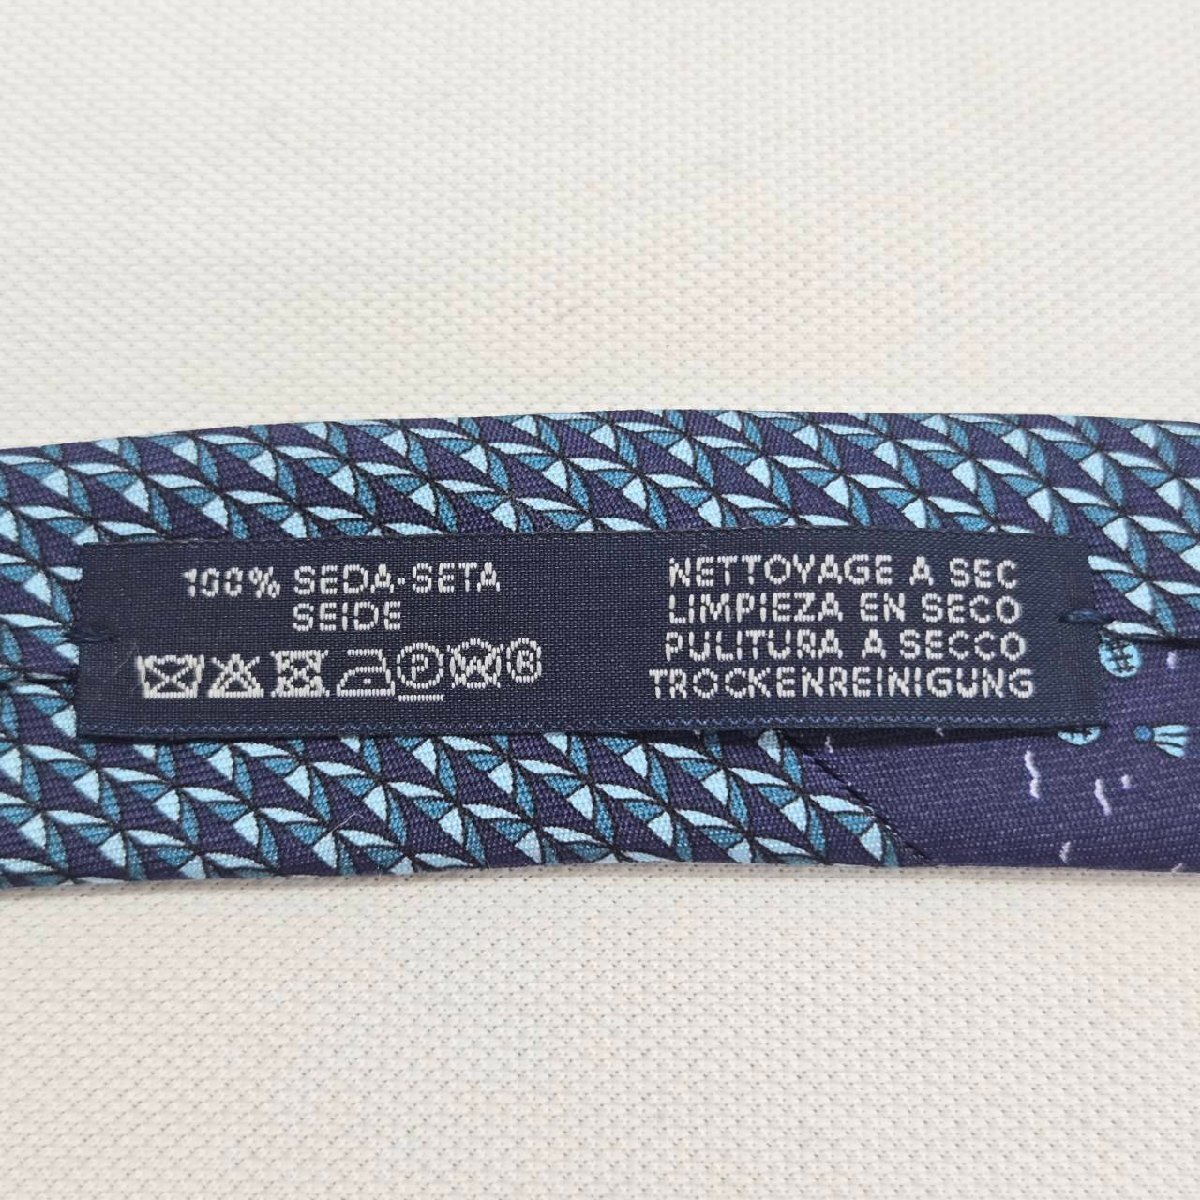 100% SEDA-SETA
SEIDE
P W ®
NETTOYAGE A SEC
LIMPIEZA EN SECO
PULITURA A SECCO
TROCKENREINIGUNG